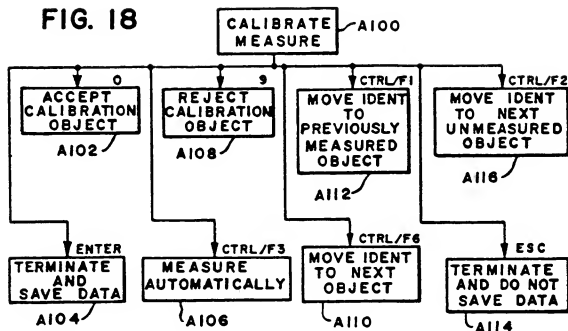 FIG. 18
CALIBRATE
MEASURE
A100
0
ACCEPT
CALIBRATION
OBJECT
A102
9
REJECT
CALIBRATION
OBJECT
A108
CTRL/F1
MOVE IDENT
TO
PREVIOUSLY
MEASURED
OBJECT
A112
CTRL/F2
MOVE IDENT
TO NEXT
UNMEASURED
OBJECT
A116
ENTER
TERMINATE
AND
SAVE DATA
A104
CTRL/F3
MEASURE
AUTOMATICALLY
A106
CTRL/F6
MOVE IDENT
TO NEXT
OBJECT
A110
ESC
TERMINATE
AND DO NOT
SAVE DATA
A114